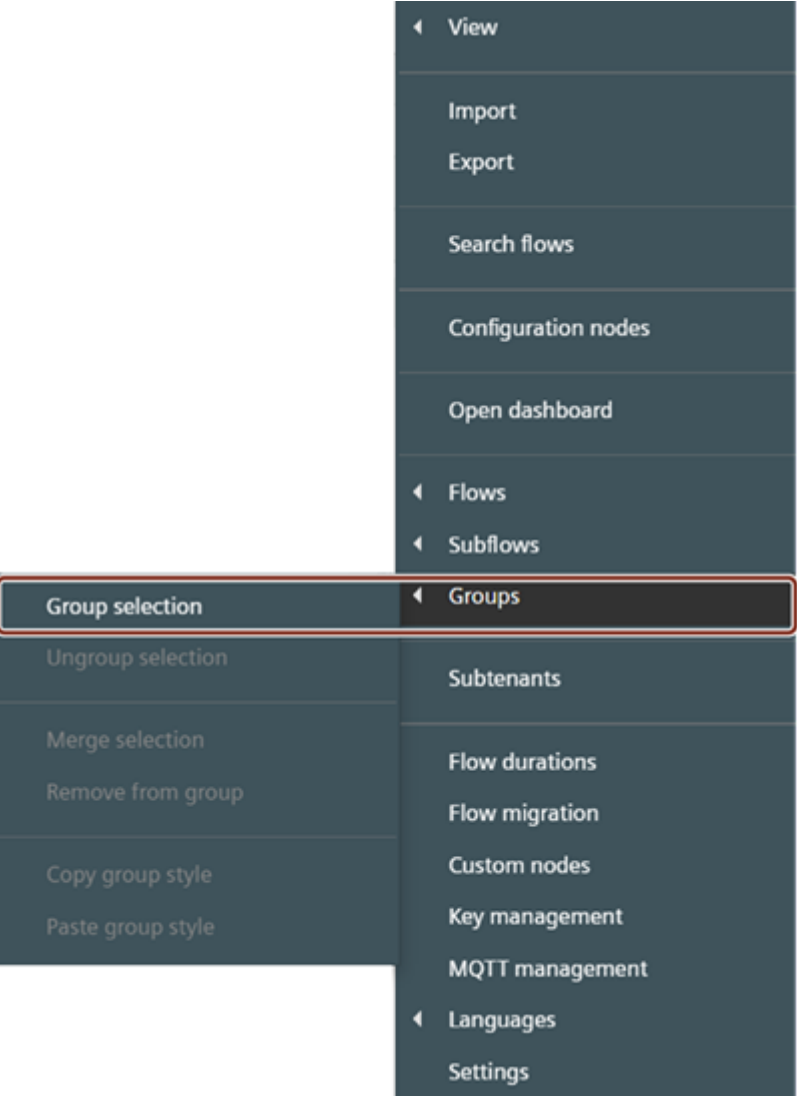 View
Import
Export
Search flows
Configuration nodes
Open dashboard
Flows
Subflows
Groups
Group selection
Ungroup selection
Merge selection
Remove from group
Copy group style
Paste group style
Subtenants
Flow durations
Flow migration
Custom nodes
Key management
MQTT management
Languages
Settings